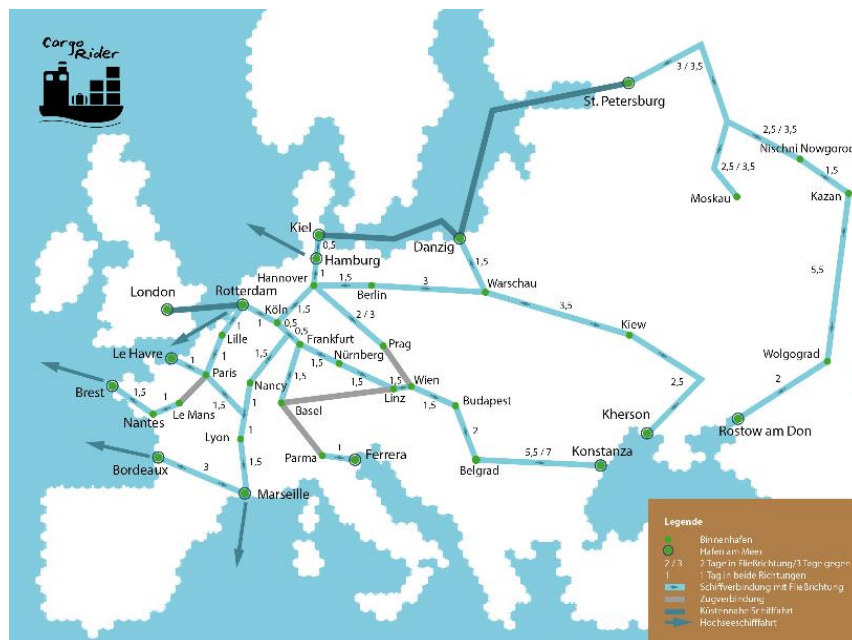 Cargo
Rider
St. Petersburg
3 / 3,5
2,5 / 3,5
Nischni Nowgorod
2,5 / 3,5
1,5
Moskau
Kazan
Kiel
0,5
Danzig
Hamburg
1,5
5,5
Hannover
1
1,5
3
Warschau
London
Rotterdam
Berlin
Köln
1,5
1
0,5
2 / 3
3,5
Kiew
Lille
1
0,5
Frankfurt
Prag
Le Havre
1
1
Nürnberg
1,5
Wolgograd
Paris
1,5
1,5
1,5
Wien
2,5
2
Brest
1,5
1
Nancy
1,5
Linz
1,5
Budapest
Le Mans
1,5
1
Basel
Kherson
Nantes
Rostow am Don
Lyon
1
2
Bordeaux
3
1,5
Parma
1
Ferrera
Belgrad
5,5 / 7
Konstanza
Marseille
Legende
Binnenhafen
Hafen am Meer
2 / 3 2 Tage in Fließrichtung/3 Tage gegen
1 1 Tag in beide Richtungen
Schiffverbindung mit Fließrichtung
Zugverbindung
Küstennahe Schifffahrt
Hochseeschifffahrt